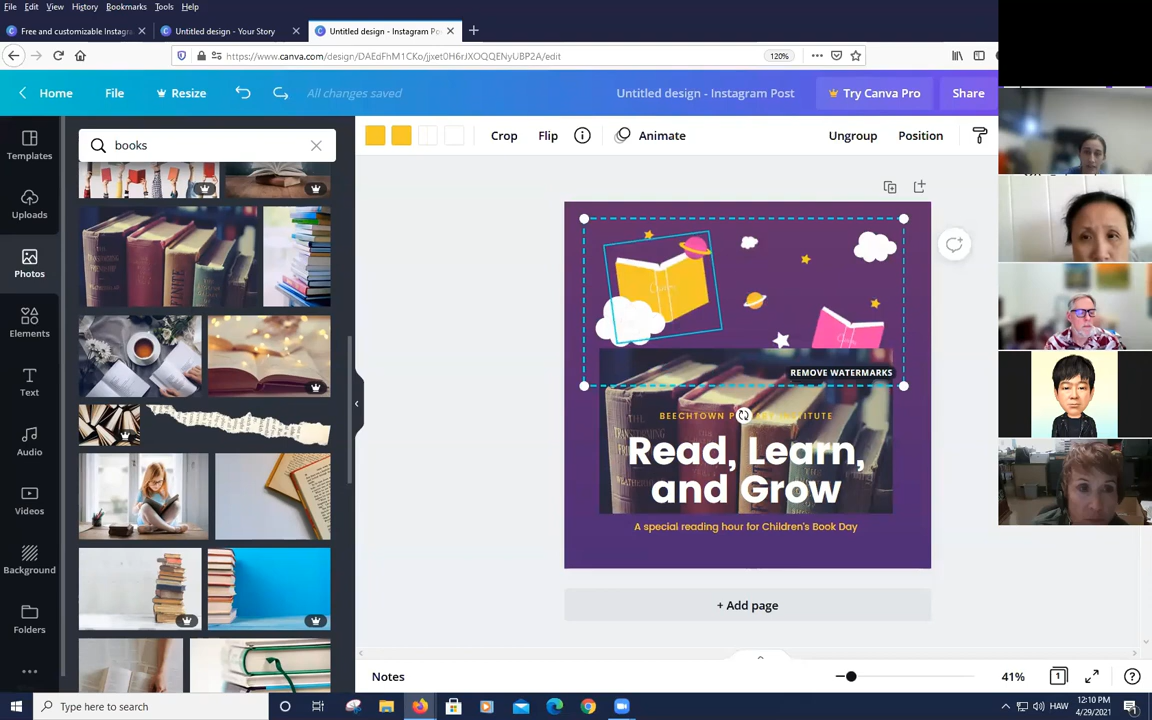 File Edit View History Bookmarks Tools Help
Free and customizable Instagra
Untitled design - Your Story
Untitled design - Instagram Po
https://www.canva.com/design/DAEdFhM1CKo/jjxet0H6rJXOQQENyUBP2A/edit
120%
Home File Resize All changes saved
Untitled design - Instagram Post
Try Canva Pro
Share
Templates
Uploads
Photos
Elements
Text
Audio
Videos
Background
Folders
books
Crop Flip Animate
Ungroup Position
REMOVE WATERMARKS
Read, Learn,
and Grow
A special reading hour for Children's Book Day
+ Add page
Notes
41%
1
Type here to search
HAW
12:10 PM
4/29/2021